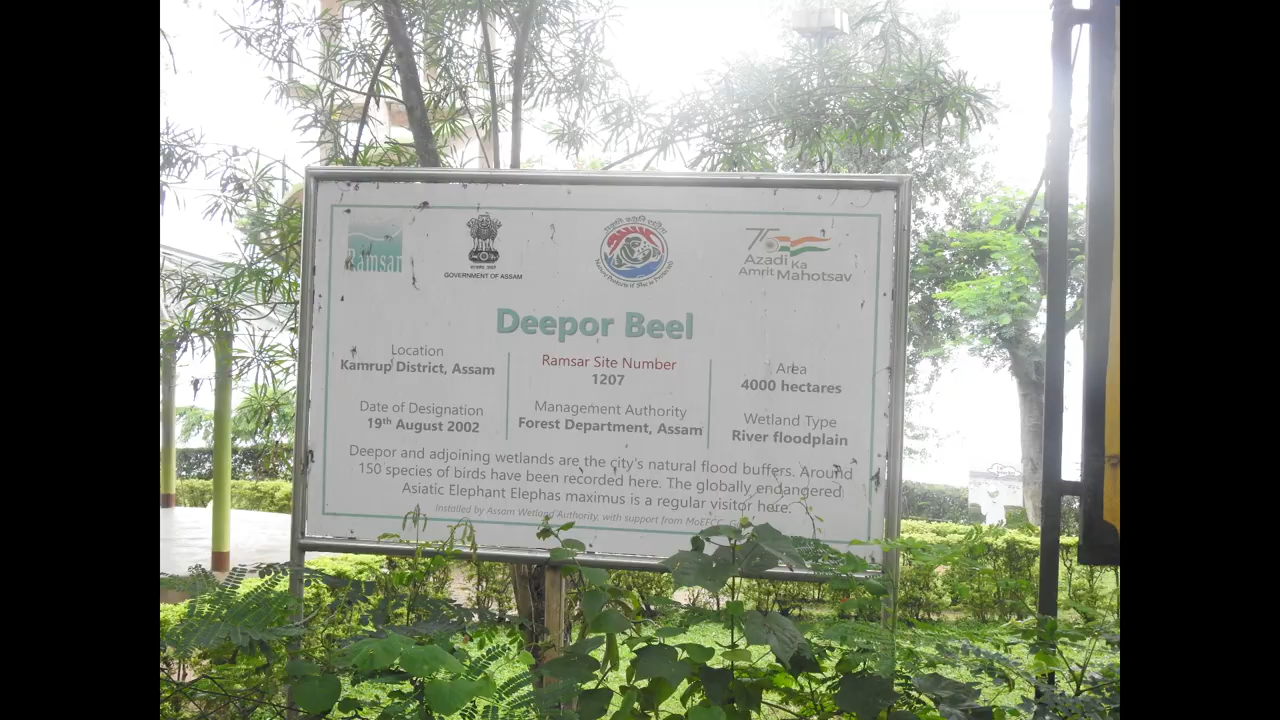 Ramsar
GOVERNMENT OF ASSAM
75
Azadi Ka
Amrit Mahotsav
Deepor Beel
Location
Kamrup District, Assam
Date of Designation
19th August 2002
Ramsar Site Number
1207
Management Authority
Forest Department, Assam
Area
4000 hectares
Wetland Type
River floodplain
Deepor and adjoining wetlands are the city's natural flood buffers. Around
150 species of birds have been recorded here. The globally endangered
Asiatic Elephant Elephas maximus is a regular visitor here.
Installed by Assam Wetland Authority, with support from MoEFCC,